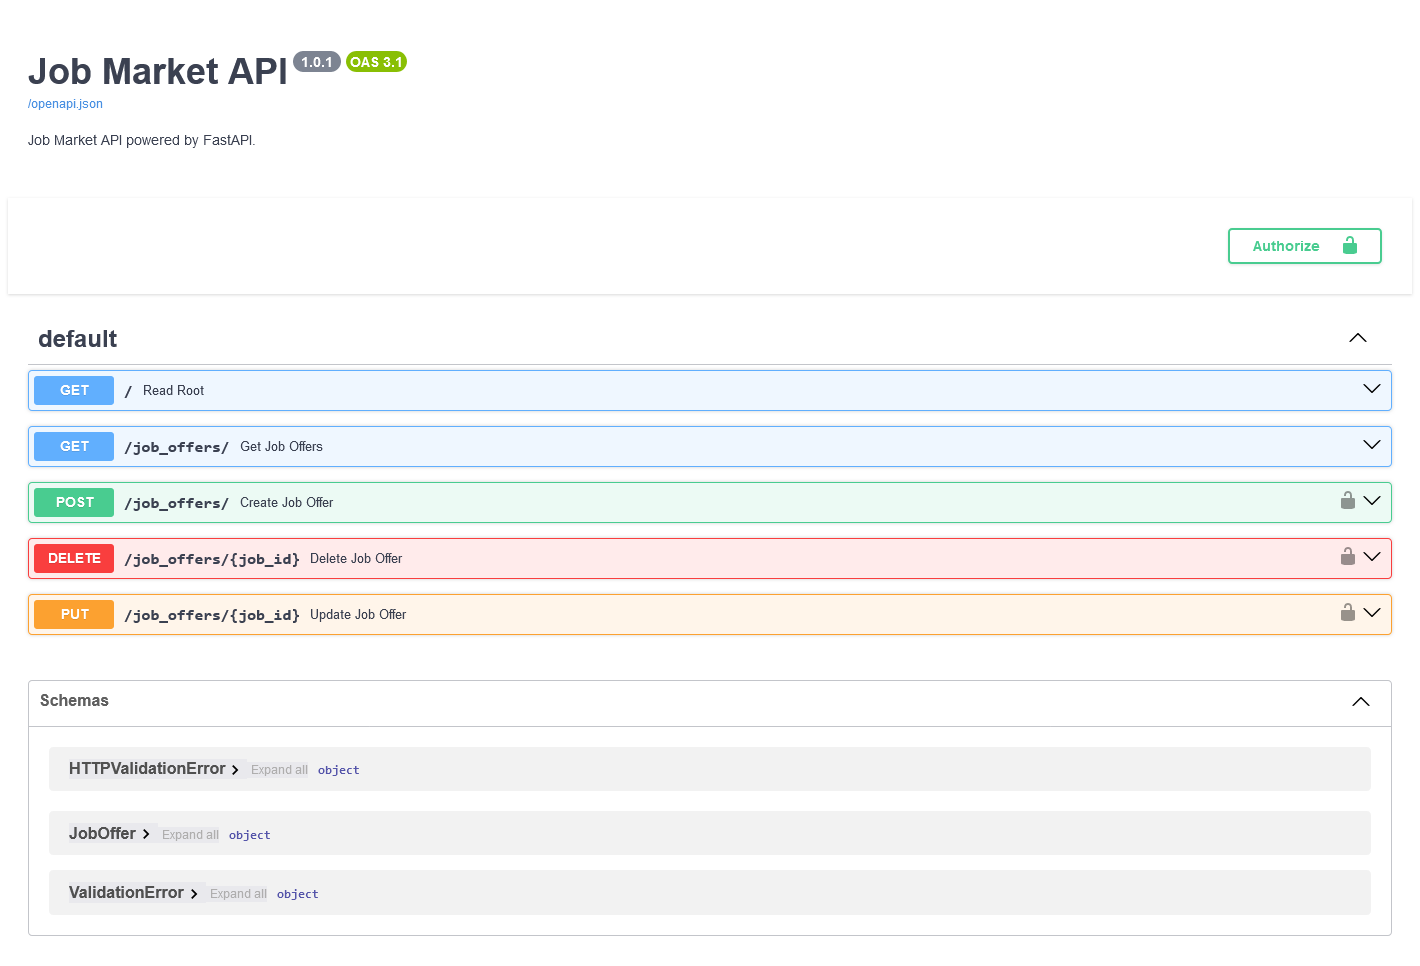 Job Market API 1.0.1 OAS 3.1
/openapi.json
Job Market API powered by FastAPI.
Authorize
default
GET / Read Root
GET /job_offers/ Get Job Offers
POST /job_offers/ Create Job Offer
DELETE /job_offers/{job_id} Delete Job Offer
PUT /job_offers/{job_id} Update Job Offer
Schemas
HTTPValidationError Expand all object
JobOffer Expand all object
ValidationError Expand all object